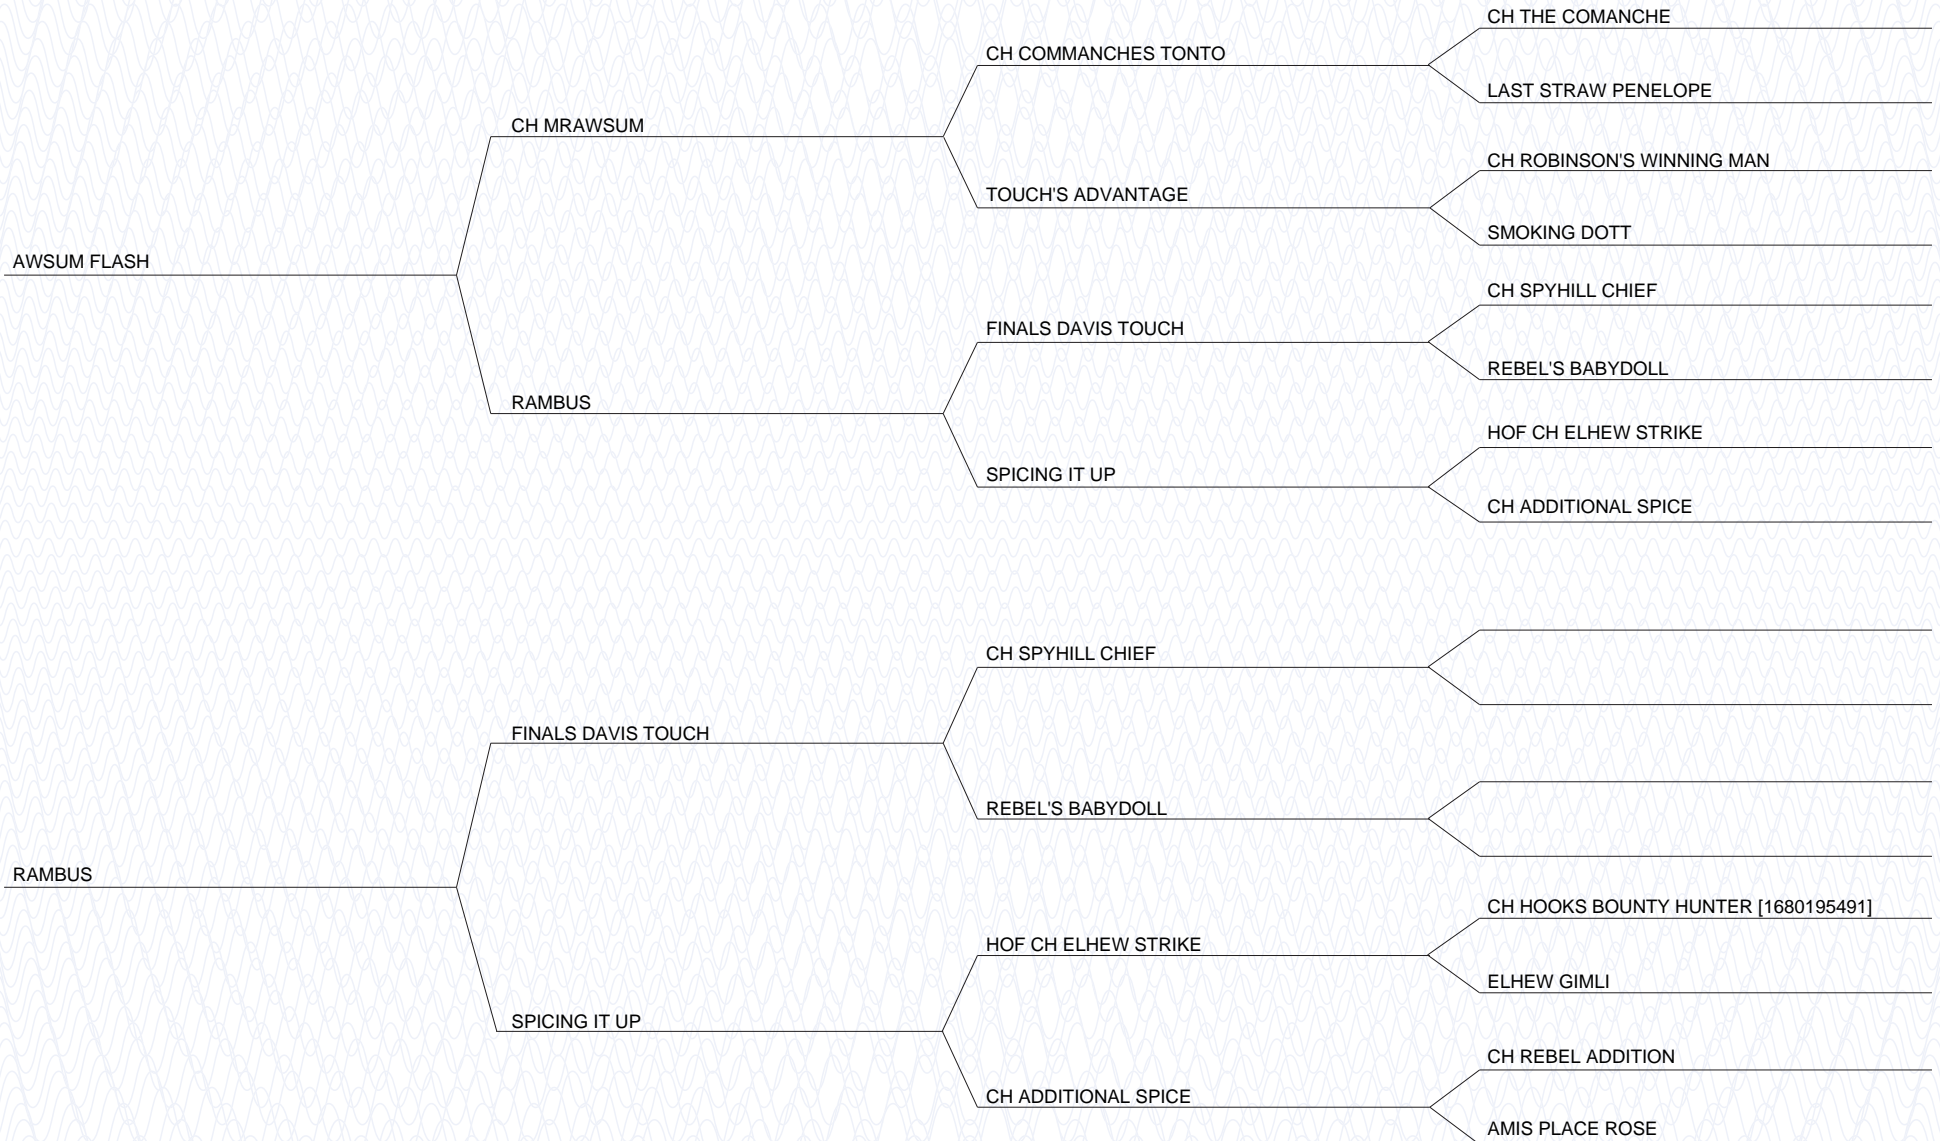 CH THE COMANCHE
CH COMMANCHES TONTO
LAST STRAW PENELOPE
CH MRAWSUM
CH ROBINSON'S WINNING MAN
TOUCH'S ADVANTAGE
SMOKING DOTT
AWSUM FLASH
CH SPYHILL CHIEF
FINALS DAVIS TOUCH
REBEL'S BABYDOLL
RAMBUS
HOF CH ELHEW STRIKE
SPICING IT UP
CH ADDITIONAL SPICE
CH SPYHILL CHIEF
FINALS DAVIS TOUCH
REBEL'S BABYDOLL
RAMBUS
CH HOOKS BOUNTY HUNTER [1680195491]
HOF CH ELHEW STRIKE
ELHEW GIMLI
SPICING IT UP
CH REBEL ADDITION
CH ADDITIONAL SPICE
AMIS PLACE ROSE